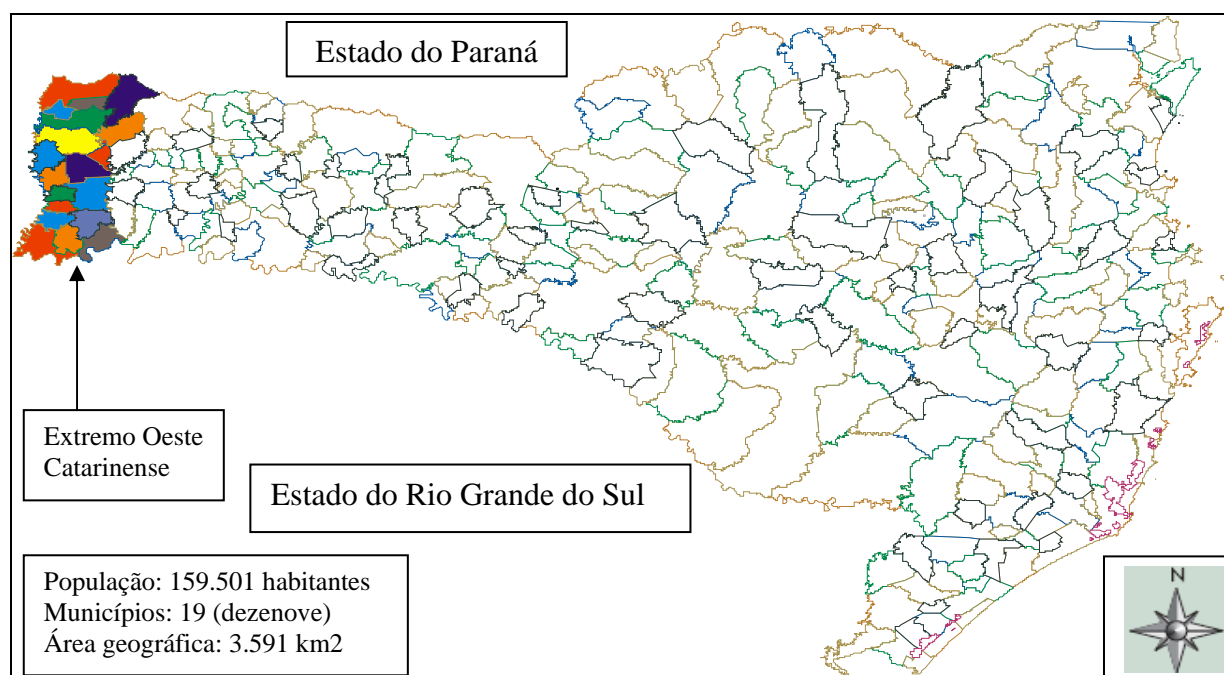 Estado do Paraná
Extremo Oeste
Catarinense
Estado do Rio Grande do Sul
População: 159.501 habitantes
Municípios: 19 (dezenove)
Área geográfica: 3.591 km2
N